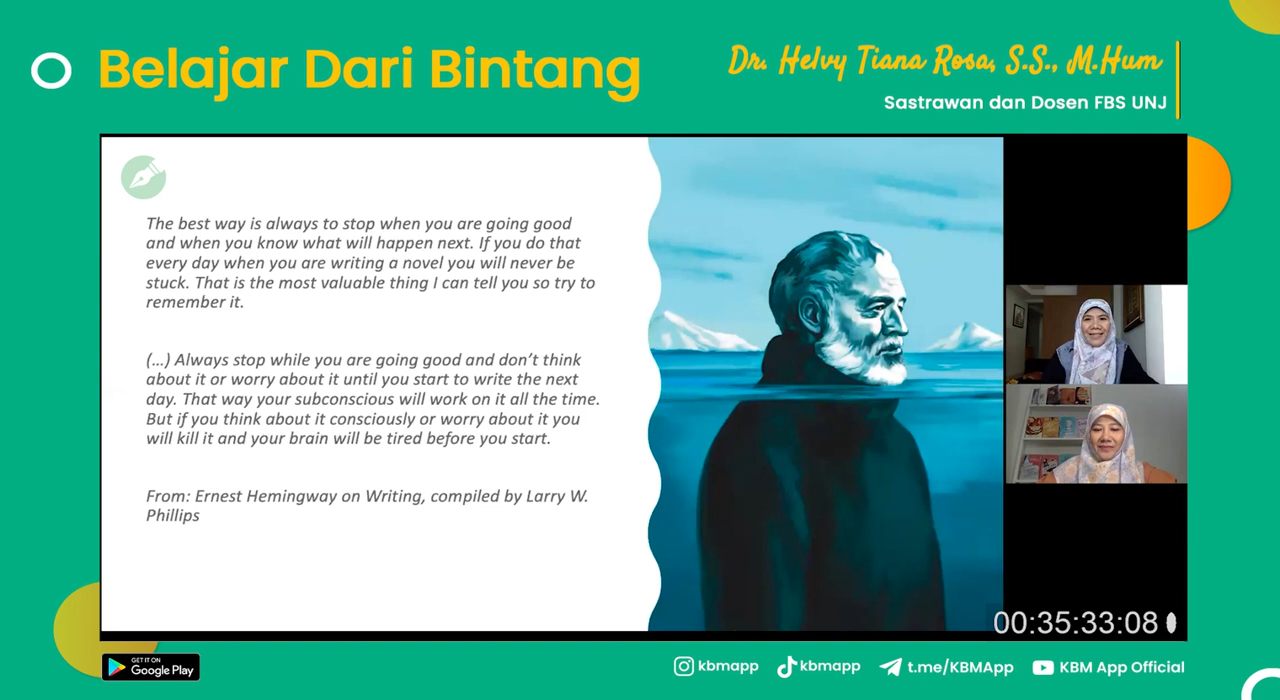 Belajar Dari Bintang
Dr. Helvy Tiana Rosa, S.S., M.Hum
Sastrawan dan Dosen FBS UNJ
The best way is always to stop when you are going good
and when you know what will happen next. If you do that
every day when you are writing a novel you will never be
stuck. That is the most valuable thing I can tell you so try to
remember it.
(...) Always stop while you are going good and don’t think
about it or worry about it until you start to write the next
day. That way your subconscious will work on it all the time.
But if you think about it consciously or worry about it you
will kill it and your brain will be tired before you start.
From: Ernest Hemingway on Writing, compiled by Larry W.
Phillips
00:35:33:08
GET IT ON
Google Play
kbmapp
kbmapp
t.me/KBMApp
KBM App Official